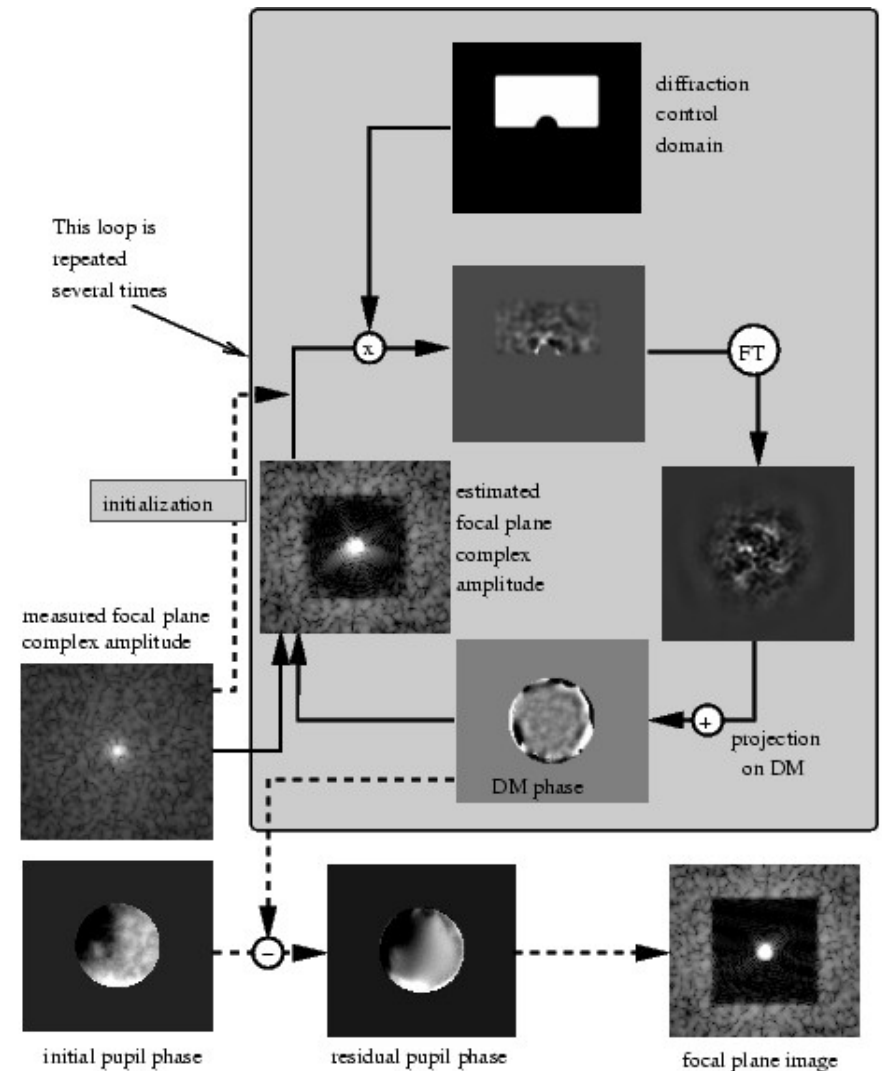 diffraction
control
domain
This loop is
repeated
several times
x
FT
initialization
estimated
focal plane
complex
amplitude
measured focal plane
complex amplitude
+
projection
on DM
DM phase
−
initial pupil phase
residual pupil phase
focal plane image